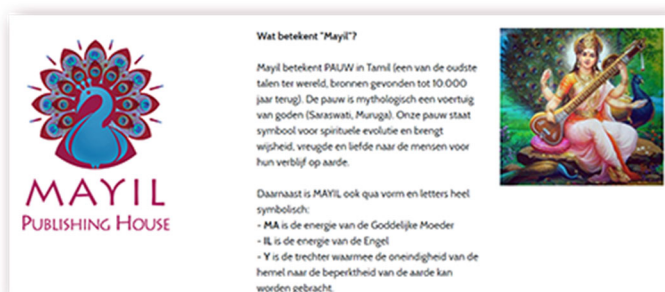 MAYIL
PUBLISHING HOUSE
Wat betekent "Mayil"?
Mayil betekent PAUW in Tamil (een van de oudste
talen ter wereld, bronnen gevonden tot 10.000
jaar terug). De pauw is mythologisch een voertuig
van goden (Saraswati, Muruga). Onze pauw staat
symbool voor spirituele evolutie en brengt
wijsheid, vreugde en liefde naar de mensen voor
hun verblijf op aarde.
Daarnaast is MAYIL ook qua vorm en letters heel
symbolisch:
- MA is de energie van de Goddelijke Moeder
- IL is de energie van de Engel
- Y is de trechter waarmee de oneindigheid van de
hemel naar de beperktheid van de aarde kan
worden gebracht.